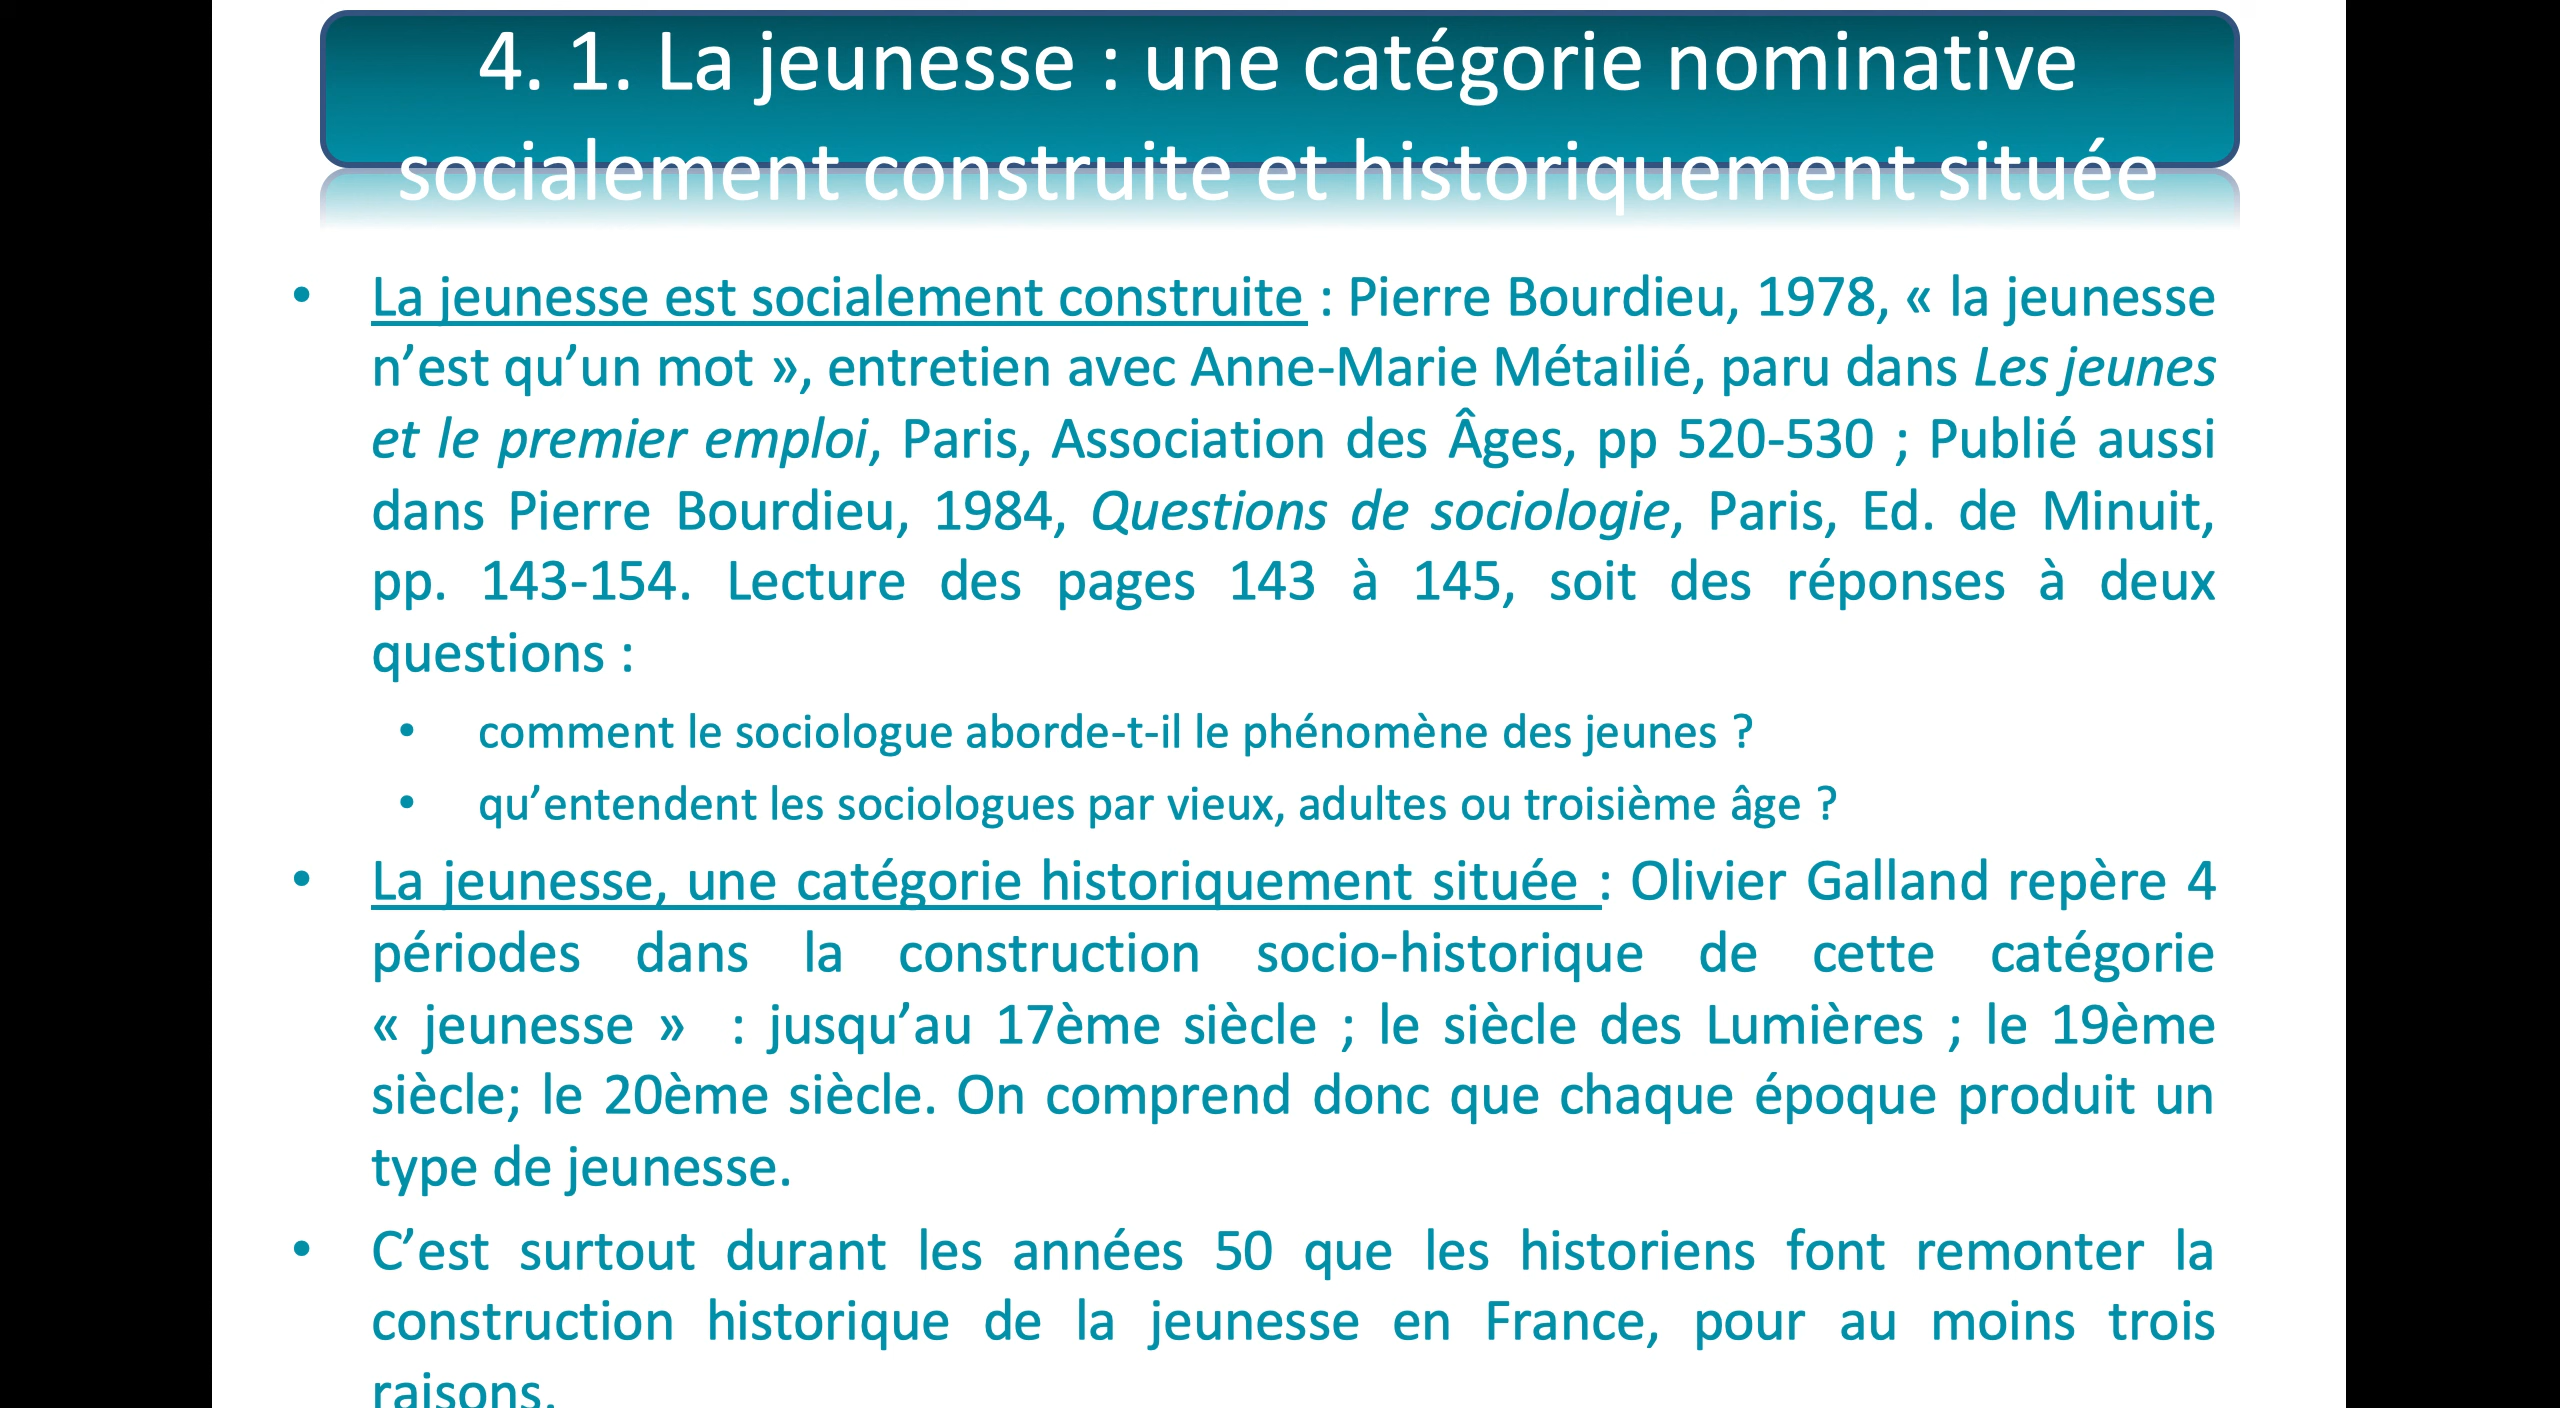 4. 1. La jeunesse : une catégorie nominative
socialement construite et historiquement située
• La jeunesse est socialement construite : Pierre Bourdieu, 1978, « la jeunesse
n’est qu’un mot », entretien avec Anne-Marie Métailié, paru dans Les jeunes
et le premier emploi, Paris, Association des Âges, pp 520-530 ; Publié aussi
dans Pierre Bourdieu, 1984, Questions de sociologie, Paris, Ed. de Minuit,
pp. 143-154. Lecture des pages 143 à 145, soit des réponses à deux
questions :
• comment le sociologue aborde-t-il le phénomène des jeunes ?
• qu’entendent les sociologues par vieux, adultes ou troisième âge ?
• La jeunesse, une catégorie historiquement située : Olivier Galland repère 4
périodes dans la construction socio-historique de cette catégorie
« jeunesse » : jusqu’au 17ème siècle ; le siècle des Lumières ; le 19ème
siècle; le 20ème siècle. On comprend donc que chaque époque produit un
type de jeunesse.
• C’est surtout durant les années 50 que les historiens font remonter la
construction historique de la jeunesse en France, pour au moins trois
raisons.